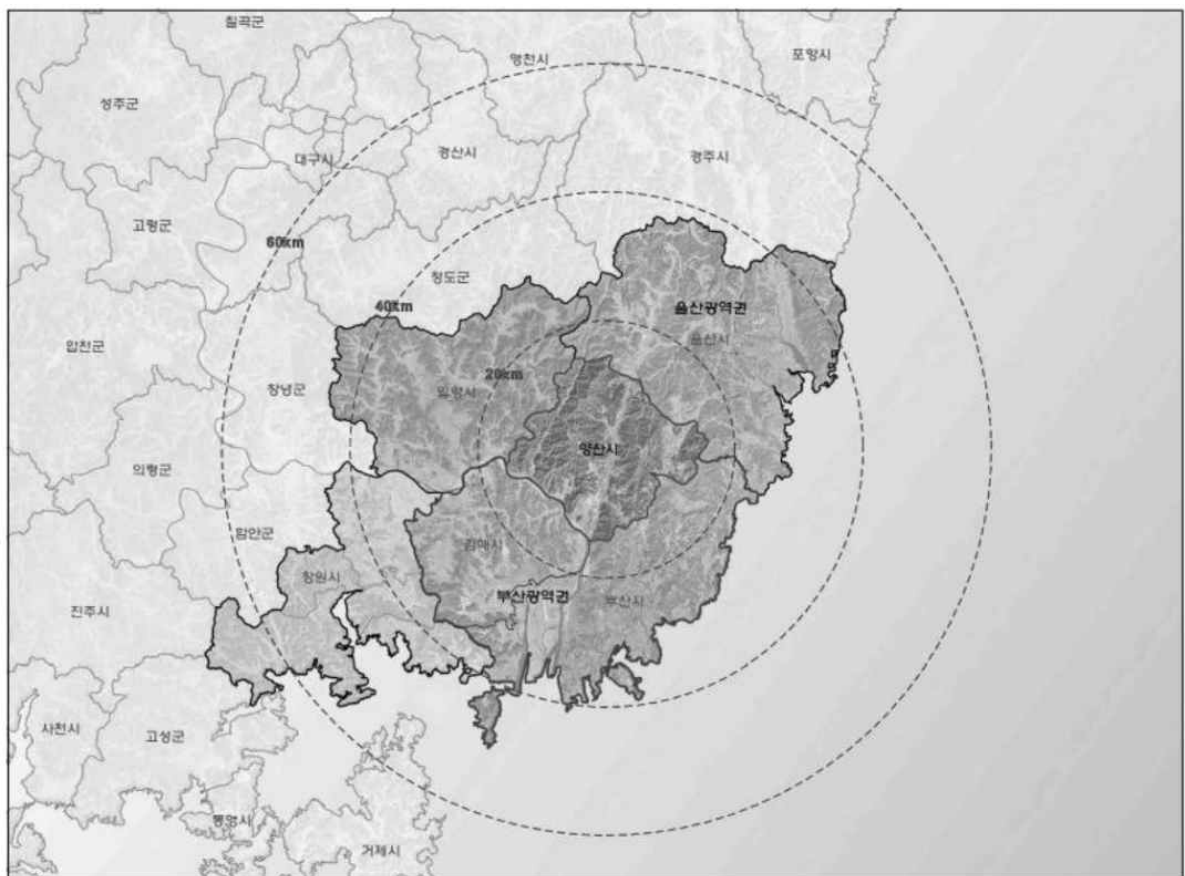 칠곡군
영천시
포항시
성주군
대구시
경산시
경주시
고령군
60km
청도군
40km
울산광역권
울산시
합천군
20km
창녕군
밀양시
양산시
의령군
함안군
김해시
창원시
부산광역권
부산시
진주시
사천시
고성군
통영시
거제시